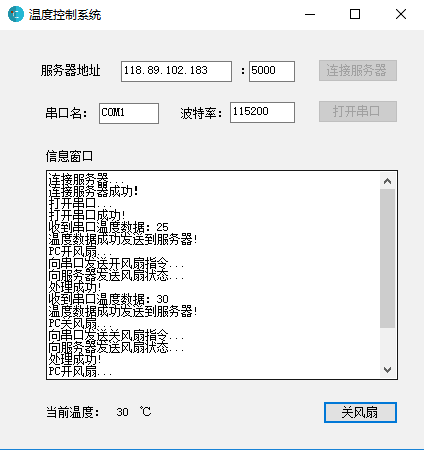 温度控制系统
服务器地址 118.89.102.183 : 5000 连接服务器
串口名: COM1 波特率: 115200 打开串口
信息窗口
连接服务器...
连接服务器成功!
打开串口...
打开串口成功!
收到串口温度数据: 25
温度数据成功发送到服务器!
PC开风扇...
向串口发送开风扇指令...
向服务器发送风扇状态...
处理成功!
收到串口温度数据: 30
温度数据成功发送到服务器!
PC关风扇...
向串口发送关风扇指令...
向服务器发送风扇状态...
处理成功!
PC开风扇...
当前温度: 30 ℃ 关风扇